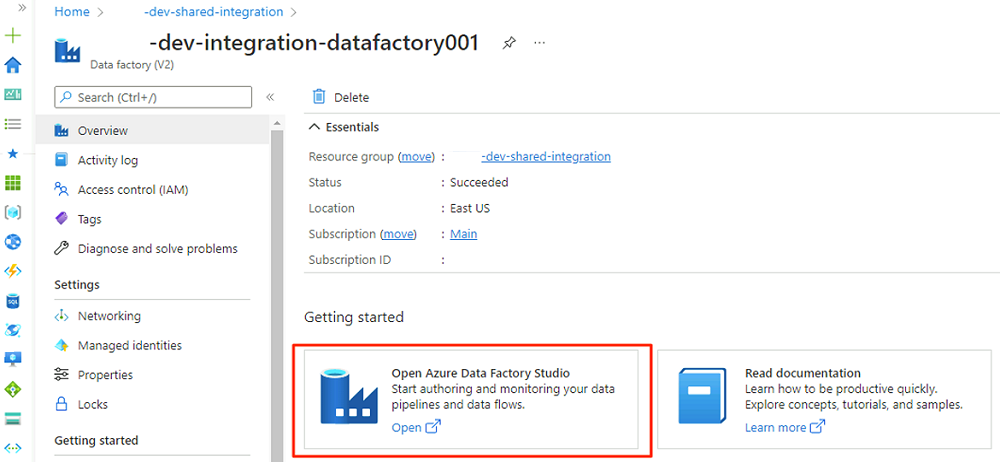 Home > -dev-shared-integration >
-dev-integration-datafactory001
Data factory (V2)
Search (Ctrl+/)
Overview
Activity log
Access control (IAM)
Tags
Diagnose and solve problems
Settings
Networking
Managed identities
Properties
Locks
Getting started
Delete
Essentials
Resource group (move) : -dev-shared-integration
Status : Succeeded
Location : East US
Subscription (move) : Main
Subscription ID :
Getting started
Open Azure Data Factory Studio
Start authoring and monitoring your data
pipelines and data flows.
Open
Read documentation
Learn how to be productive quickly.
Explore concepts, tutorials, and samples.
Learn more